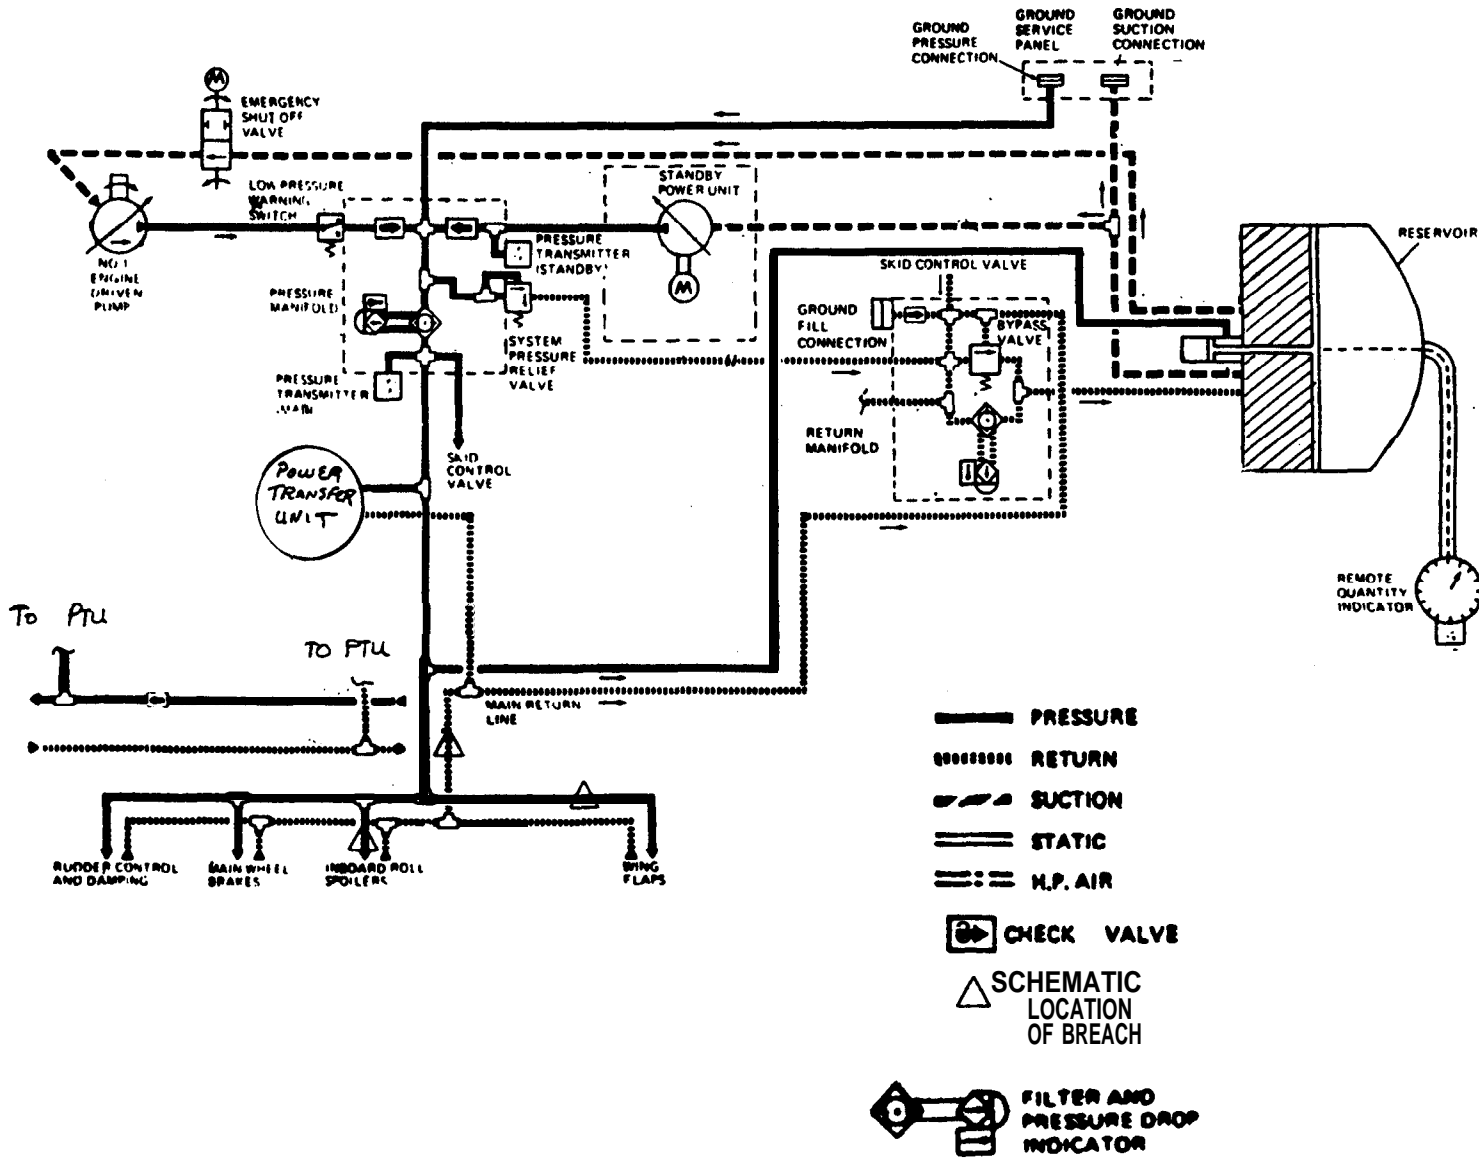 GROUND
PRESSURE
CONNECTION
GROUND
SERVICE
PANEL
GROUND
SUCTION
CONNECTION
M
EMERGENCY
SHUT OFF
VALVE
LOW PRESSURE
WARNING
SWITCH
STANDBY
POWER UNIT
NO. 1
ENGINE
DRIVEN
PUMP
PRESSURE
TRANSMITTER
(STANDBY)
M
SKID CONTROL VALVE
RESERVOIR
PRESSURE
MANIFOLD
GROUND
FILL
CONNECTION
BYPASS
VALVE
SYSTEM
PRESSURE
RELIEF
VALVE
PRESSURE
TRANSMITTER
(MAIN)
RETURN
MANIFOLD
SKID
CONTROL
VALVE
POWER
TRANSFER
UNIT
REMOTE
QUANTITY
INDICATOR
TO PTU
TO PTU
MAIN RETURN
LINE
RUDDER CONTROL
AND DAMPING
MAIN WHEEL
BRAKES
INBOARD ROLL
SPOILERS
WING
FLAPS
PRESSURE
RETURN
SUCTION
STATIC
H.P. AIR
CHECK VALVE
SCHEMATIC
LOCATION
OF BREACH
FILTER AND
PRESSURE DROP
INDICATOR